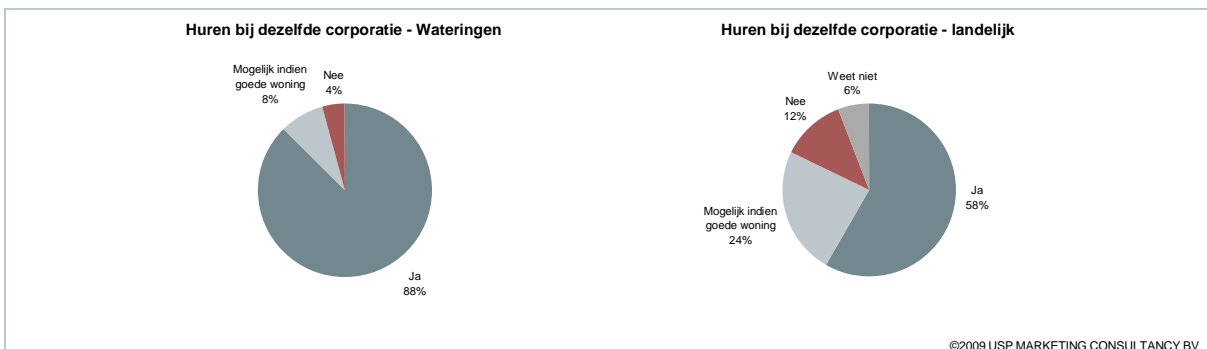 Huren bij dezelfde corporatie - Wateringen
Mogelijk indien
goede woning
8%
Nee
4%
Ja
88%
Huren bij dezelfde corporatie - landelijk
Weet niet
6%
Nee
12%
Mogelijk indien
goede woning
24%
Ja
58%
©2009 USP MARKETING CONSULTANCY BV